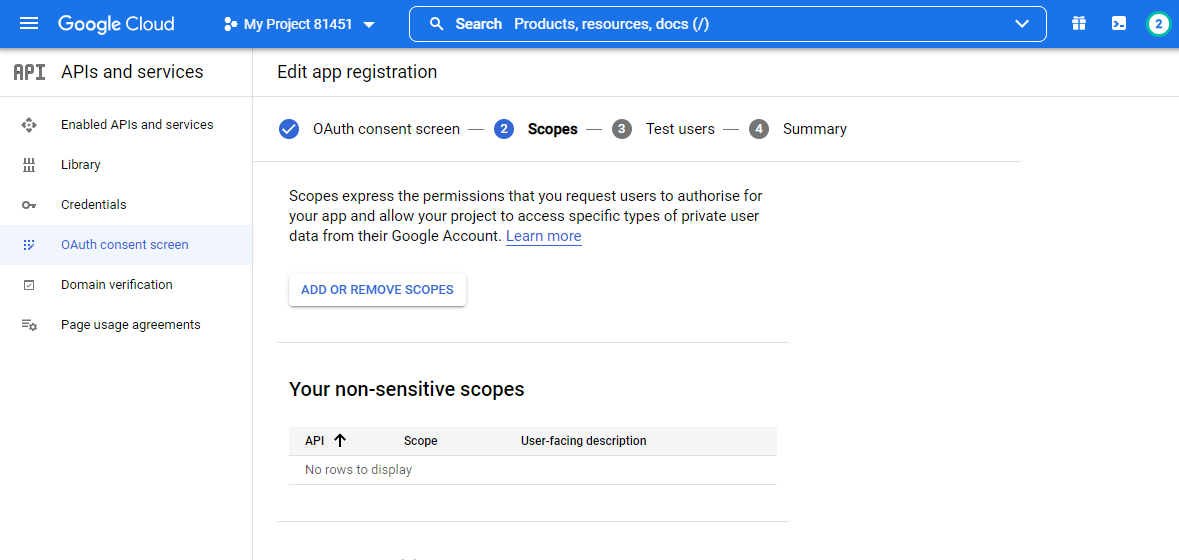 Google Cloud
My Project 81451
Search Products, resources, docs (/)
2
API APIs and services
Edit app registration
Enabled APIs and services
Library
Credentials
OAuth consent screen
Domain verification
Page usage agreements
OAuth consent screen — 2 Scopes — 3 Test users — 4 Summary
Scopes express the permissions that you request users to authorise for
your app and allow your project to access specific types of private user
data from their Google Account. Learn more
ADD OR REMOVE SCOPES
Your non-sensitive scopes
API Scope User-facing description
No rows to display